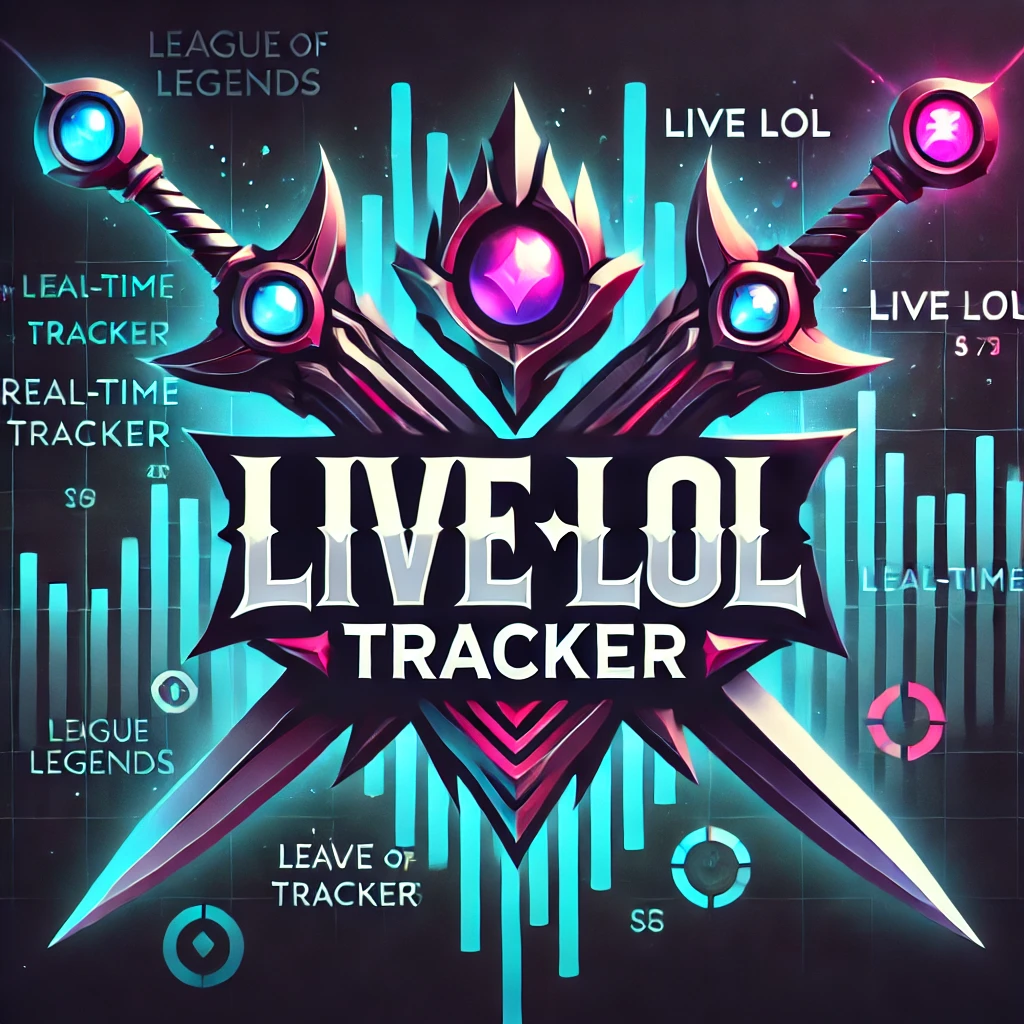 LEAGUE OF
LEGENDS
LIVE LOL
LEAL-TIME
TRACKER
LIVE LOL
REAL-TIME
TRACKER
S6
LIVE·LOL
TRACKER
LEAL-TIME
LEIGUE
LEGENDS
LEAVE OF
TRACKER
S6